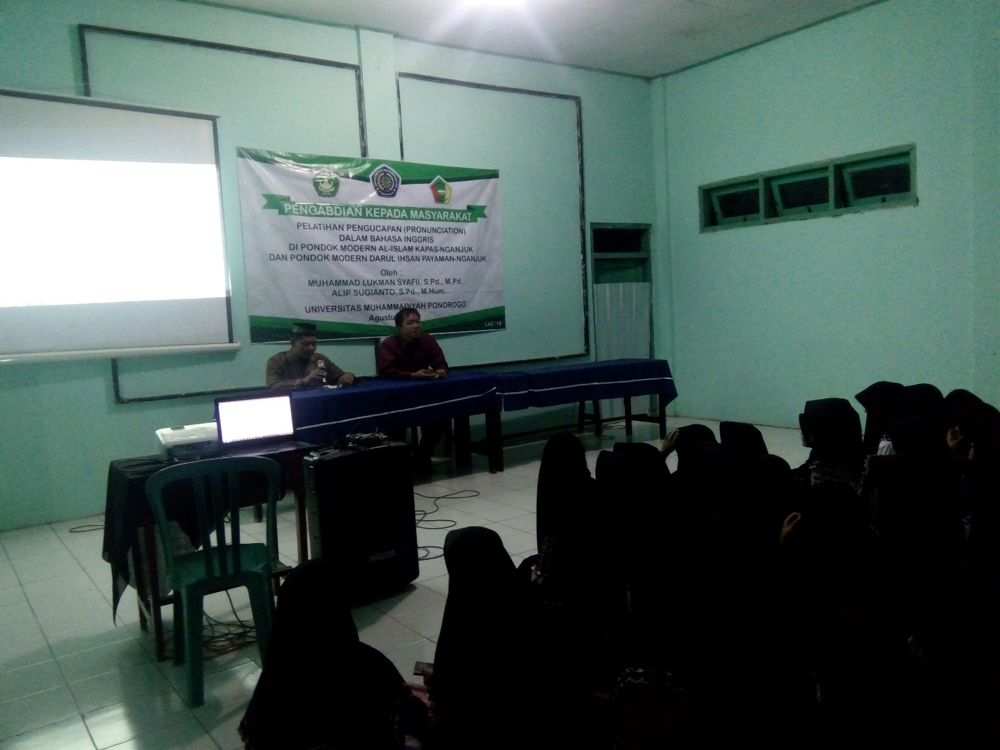 PENGABDIAN KEPADA MASYARAKAT
PELATIHAN PENGUCAPAN (PRONUNCIATION)
DALAM BAHASA INGGRIS
DI PONDOK MODERN AL-ISLAM KAPAS-NGANJUK
DAN PONDOK MODERN DARUL IHSAN PAYAMAN-NGANJUK
Oleh :
MUHAMMAD LUKMAN SYAFII, S.Pd., M.Pd.
ALIP SUGIANTO, S.Pd., M.Hum.
UNIVERSITAS MUHAMMADIYAH PONOROGO
Agustu
LAC '18